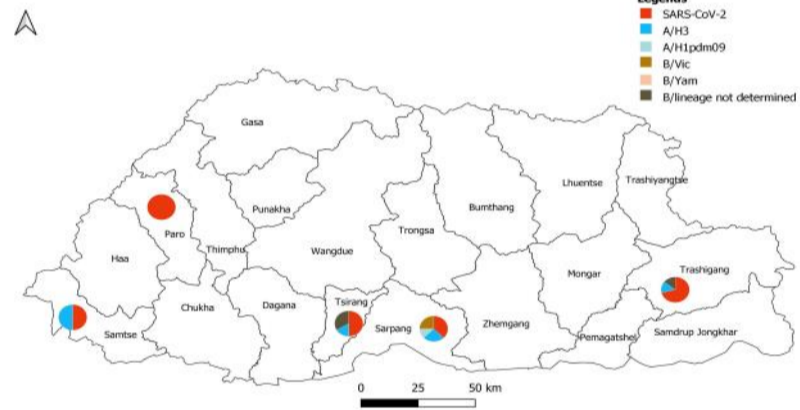 Legends
SARS-CoV-2
A/H3
A/H1pdm09
B/Vic
B/Yam
B/lineage not determined
Gasa
Punakha
Paro
Thimphu
Haa
Wangdue
Trongsa
Bumthang
Lhuentse
Trashiyangtse
Samtse
Chukha
Dagana
Tsirang
Sarpang
Zhemgang
Mongar
Trashigang
Pemagatshel
Samdrup Jongkhar
0 25 50 km